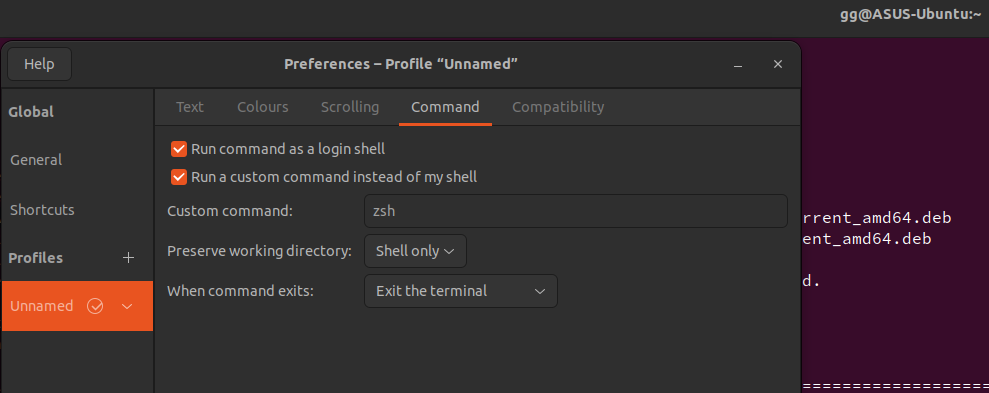 gg@ASUS-Ubuntu:~
Help
Preferences – Profile “Unnamed”
Global
General
Shortcuts
Profiles
Unnamed
Text Colours Scrolling Command Compatibility
Run command as a login shell
Run a custom command instead of my shell
Custom command: zsh
Preserve working directory: Shell only
When command exits: Exit the terminal
rrent_amd64.deb
ent_amd64.deb
d.
===================